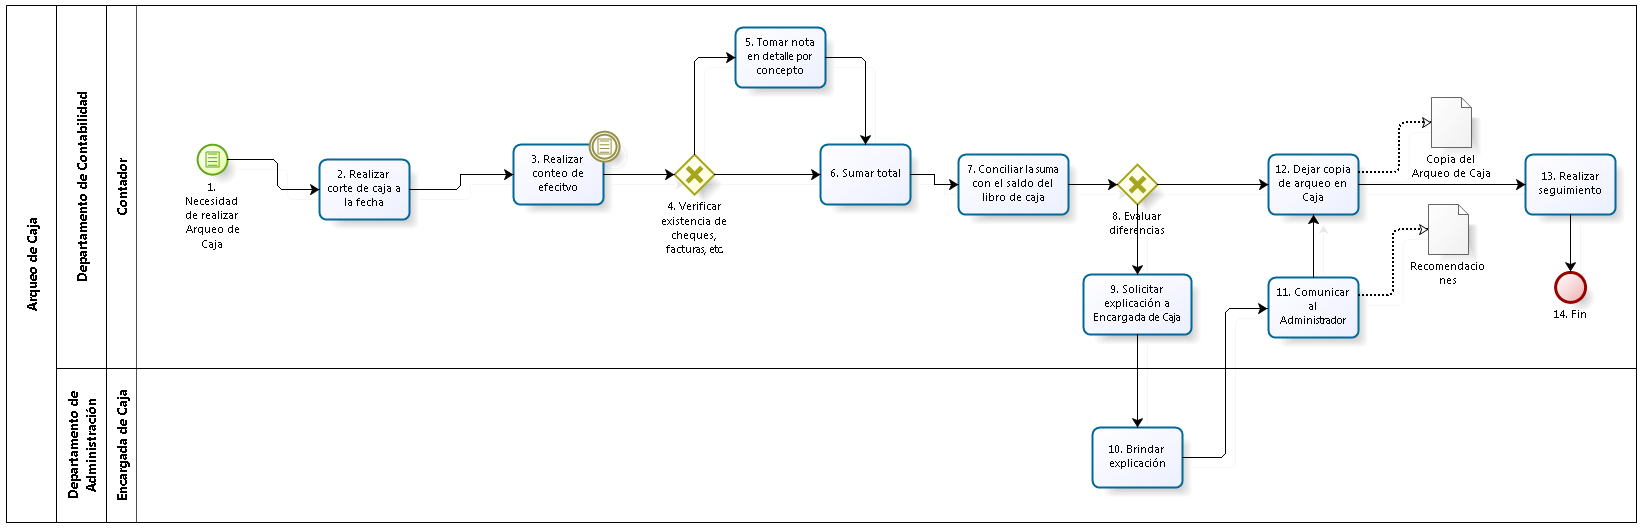 Arqueo de Caja
Departamento de Contabilidad
Contador
1.
Necesidad
de realizar
Arqueo de
Caja
2. Realizar
corte de caja a
la fecha
3. Realizar
conteo de
efecitvo
4. Verificar
existencia de
cheques,
facturas, etc.
5. Tomar nota
en detalle por
concepto
6. Sumar total
7. Conciliar la suma
con el saldo del
libro de caja
8. Evaluar
diferencias
9. Solicitar
explicación a
Encargada de Caja
12. Dejar copia
de arqueo en
Caja
Copia del
Arqueo de Caja
11. Comunicar
al
Administrador
Recomendacio
nes
13. Realizar
seguimiento
14. Fin
Departamento de
Administración
Encargada de Caja
10. Brindar
explicación